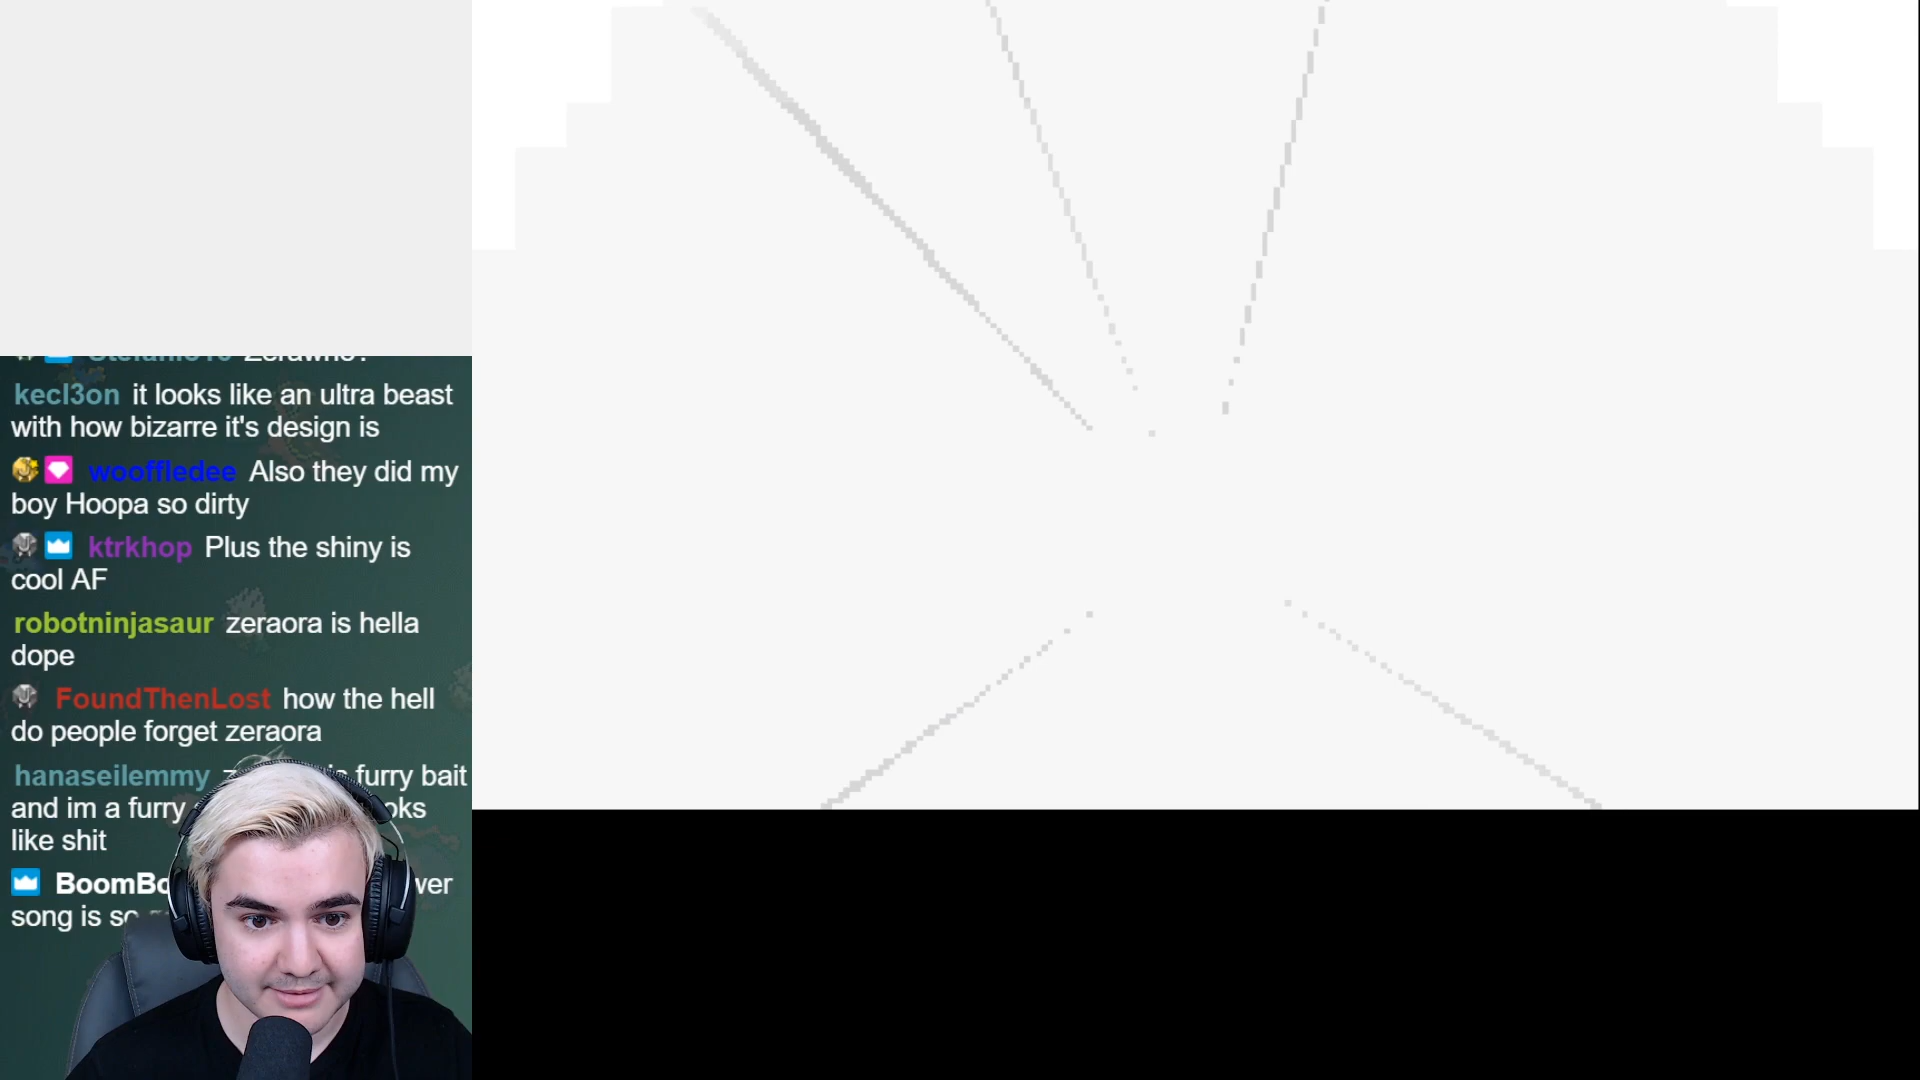 kecl3on it looks like an ultra beast
with how bizarre it's design is
wooffledee Also they did my
boy Hoopa so dirty
ktrkhop Plus the shiny is
cool AF
robotninjasaur zeraora is hella
dope
FoundThenLost how the hell
do people forget zeraora
hanaseilemmy furry bait
and im a furry
like shit
BoomBo
song is so